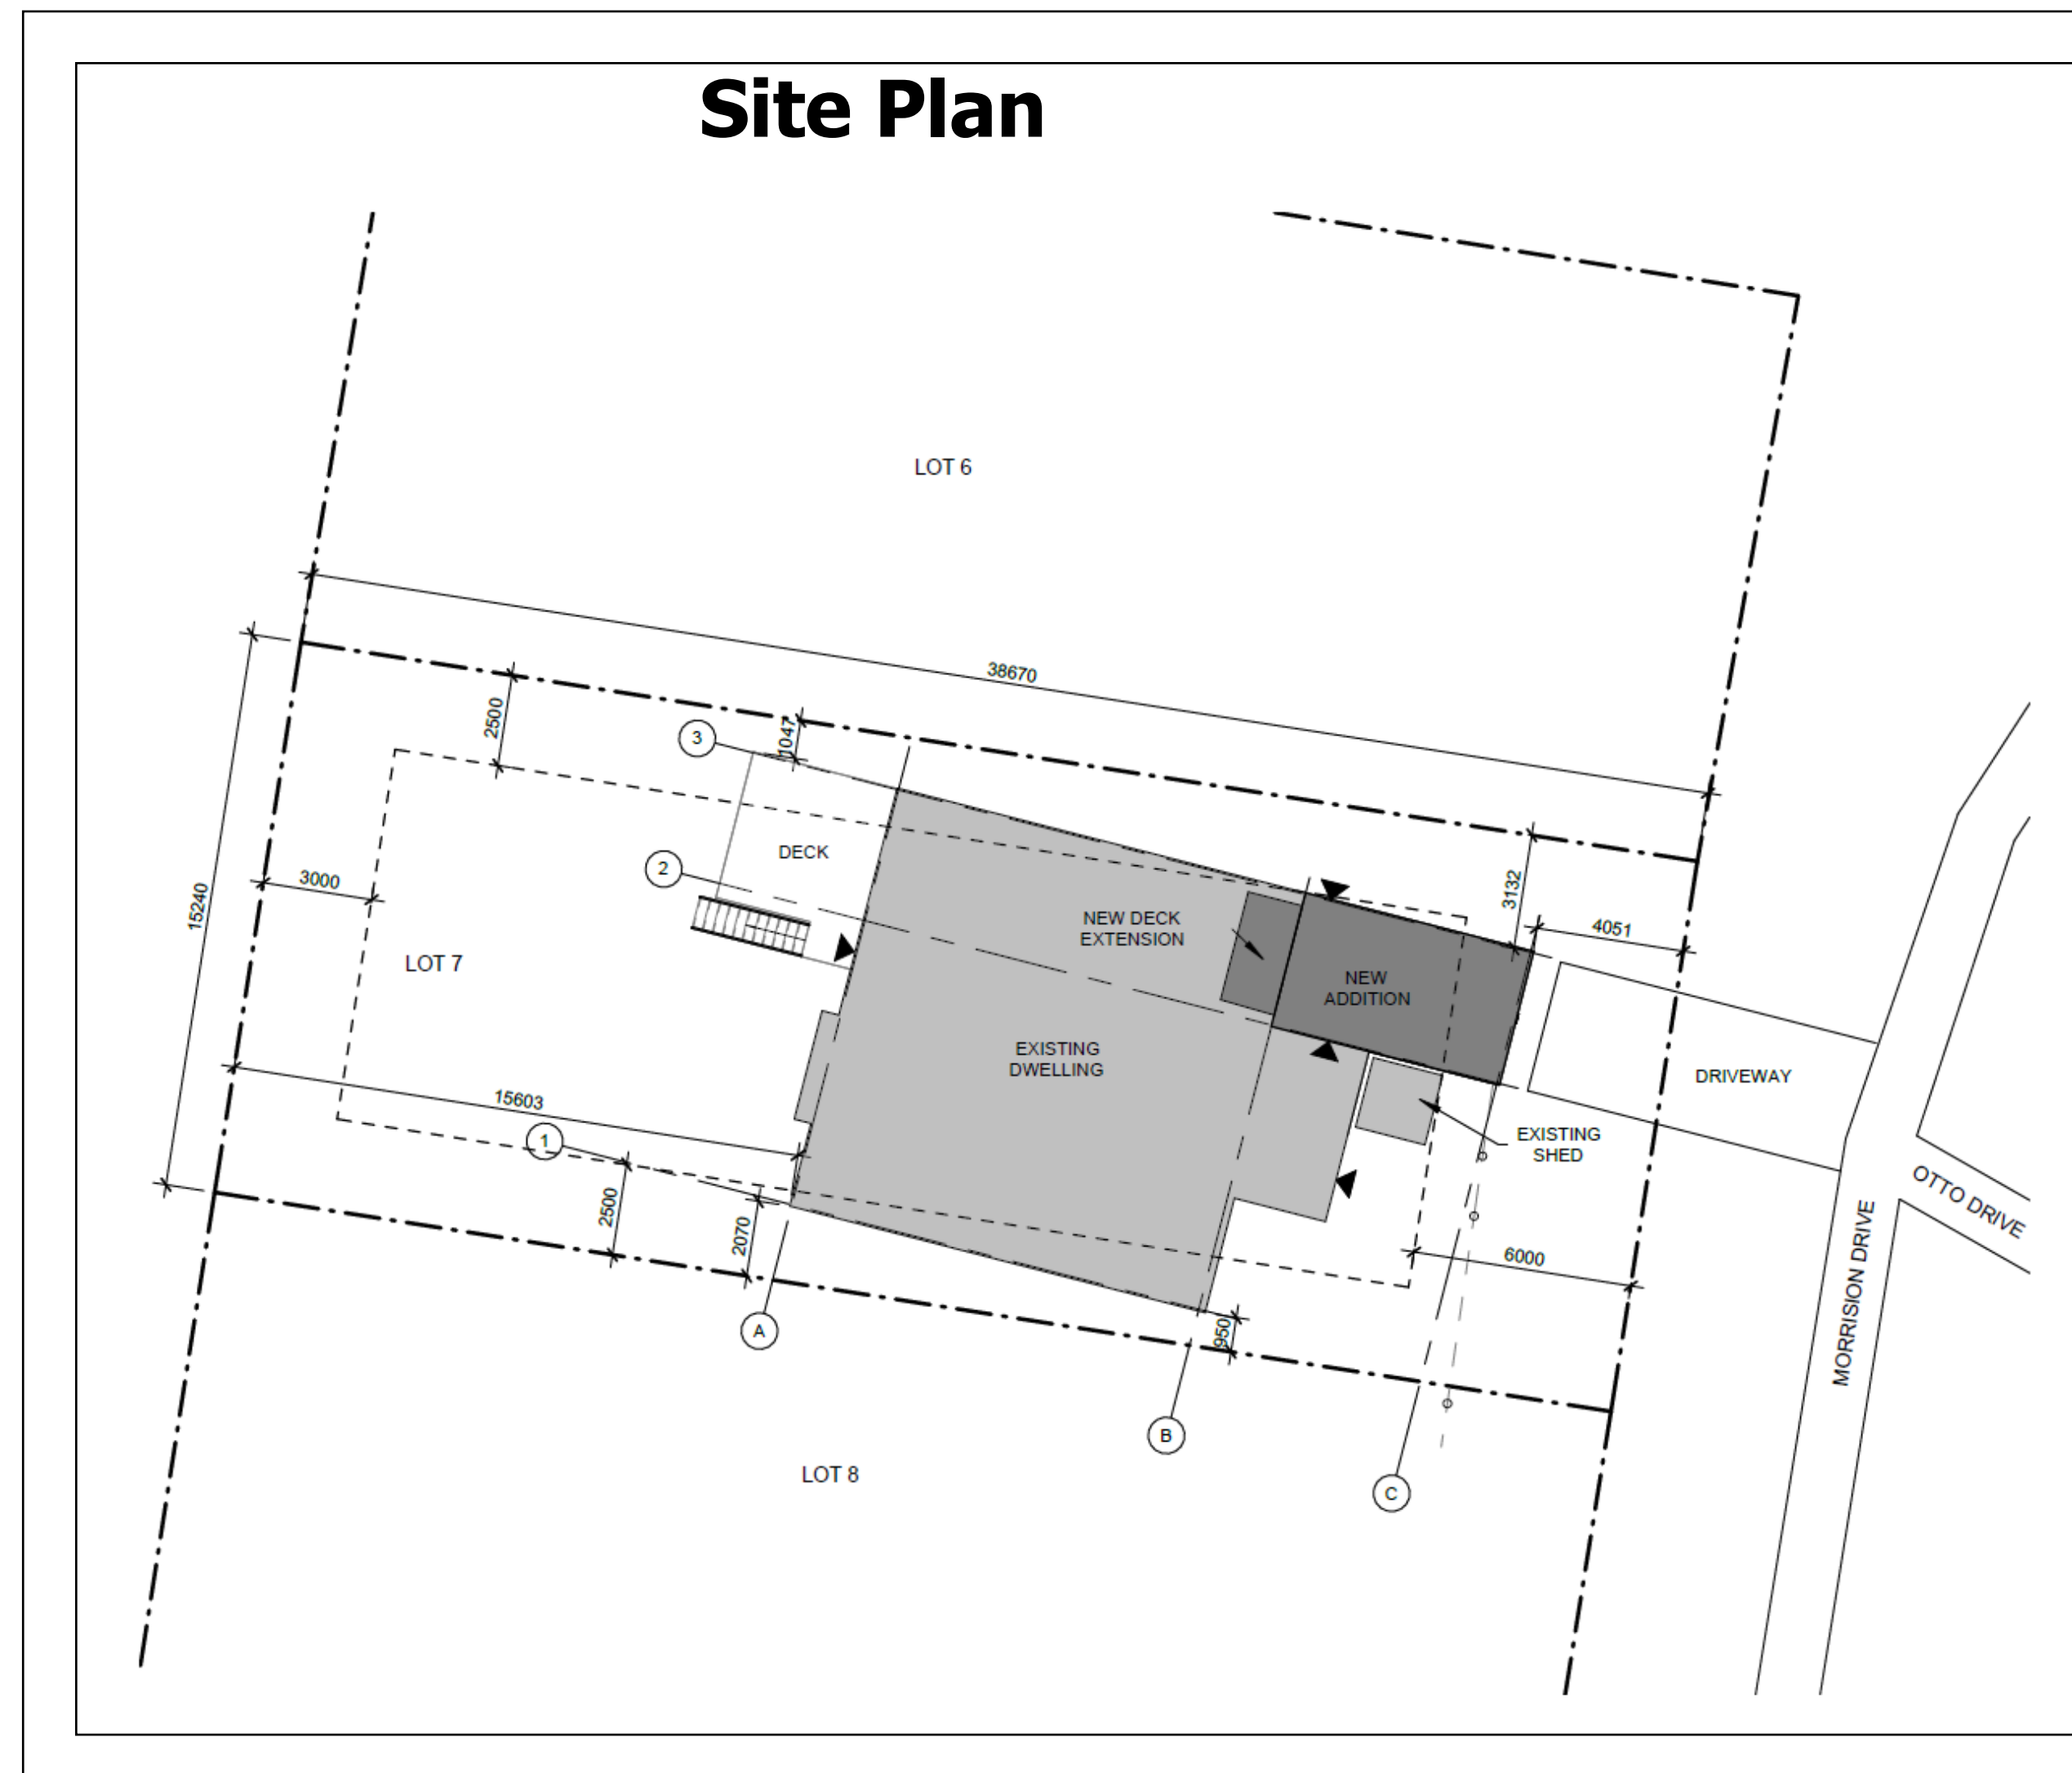 Site Plan
LOT 6
38670
2500
1047
3
DECK
2
3132
4051
15240
3000
NEW DECK
EXTENSION
LOT 7
NEW
ADDITION
EXISTING
DWELLING
DRIVEWAY
15603
1
EXISTING
SHED
OTTO DRIVE
2500
2070
6000
MORRISION DRIVE
A
950
B
LOT 8
C